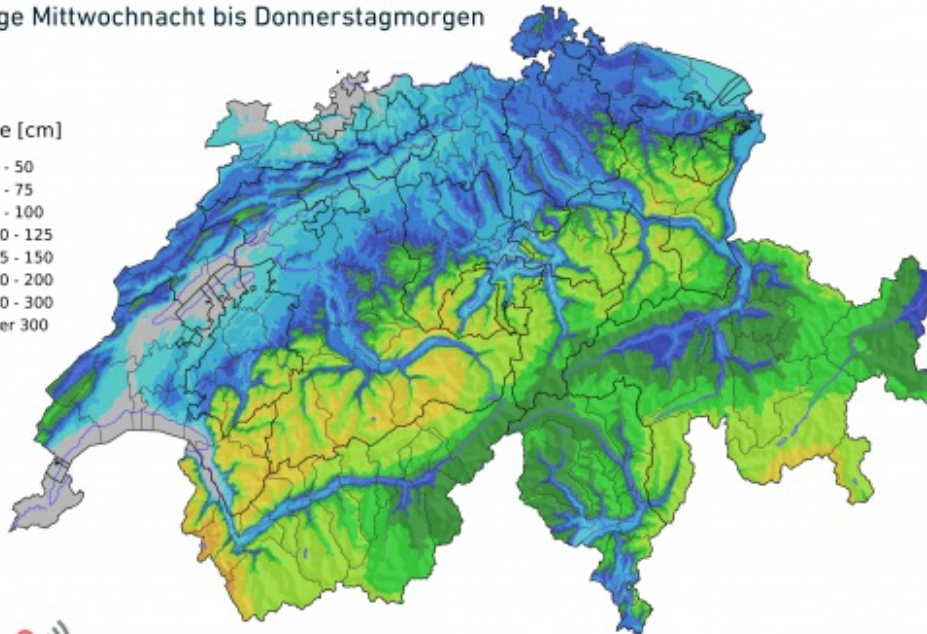 ge Mittwochnacht bis Donnerstagmorgen
e [cm]
- 50
- 75
- 100
0 - 125
5 - 150
0 - 200
0 - 300
er 300